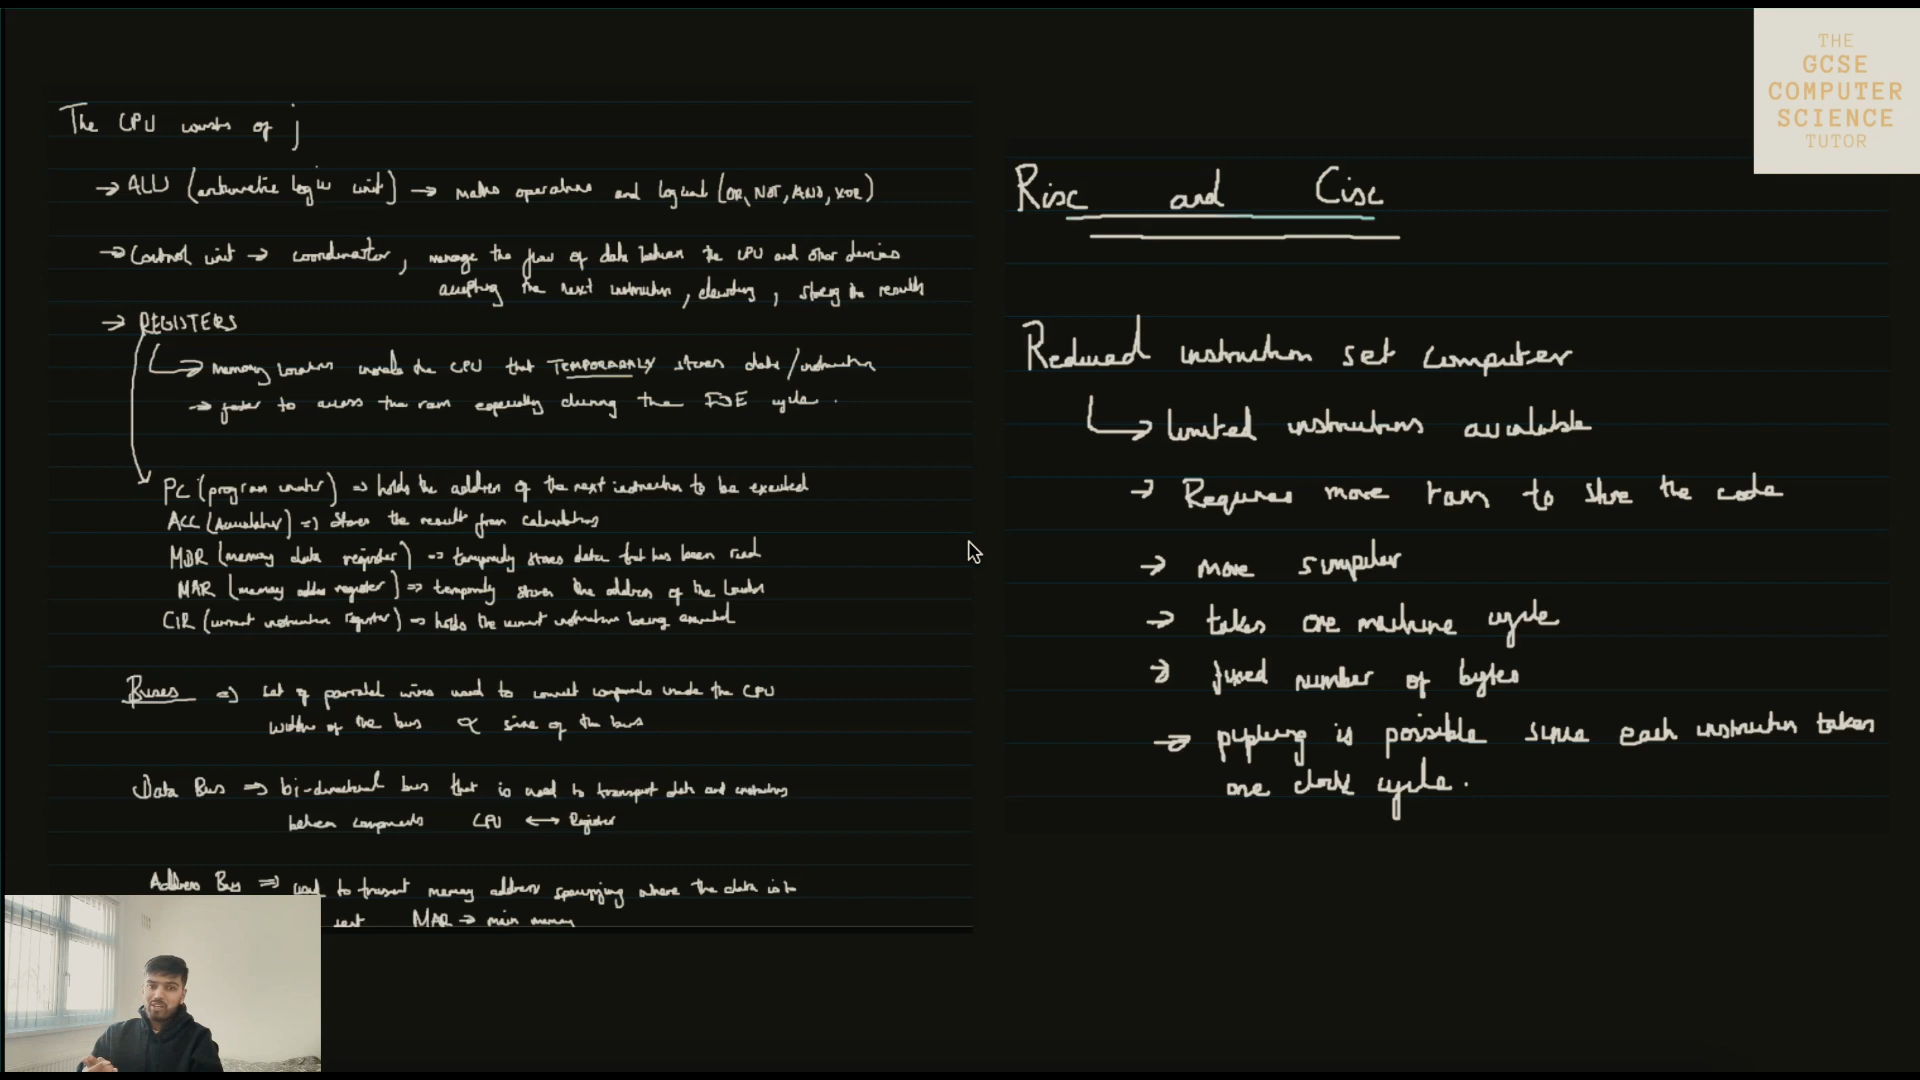 The CPU consists of ;
→ ALU (arithmetic logic unit) → maths operations and logical (OR, NOT, AND, XOR)
→ Control unit → coordinator, manage the flow of data between the CPU and other devices
accepting the next instruction, decoding, storing the results
→ REGISTERS
→ memory location inside the CPU that TEMPORARILY stores data/instruction
→ faster to access the ram especially during the FDE cycle.
PC (program counter) ⇒ holds the address of the next instruction to be executed
ACC (Accumulator) ⇒ stores the result from calculations
MDR (memory data register) ⇒ temporarily stores data that has been read
MAR (memory address register) ⇒ temporarily stores the address of the
CIR (current instruction register) ⇒ holds the current instruction being executed
Buses ⇒ set of parallel wires used to connect components inside the CPU
width of the bus ∝ size of the bus
Data Bus ⇒ bi-directional bus that is used to transport data and instructions
between components CPU ↔ Register
Address Bus ⇒ used to transmit memory address specifying where the data is to
sent MAR → main memory
Risc and Cisc
Reduced instruction set computer
→ limited instructions available
→ Requires more ram to store the code
→ more simpler
→ takes one machine cycle
→ fixed number of bytes
→ pipling is possible since each instruction takes
one clock cycle.
THE
GCSE
COMPUTER
SCIENCE
TUTOR